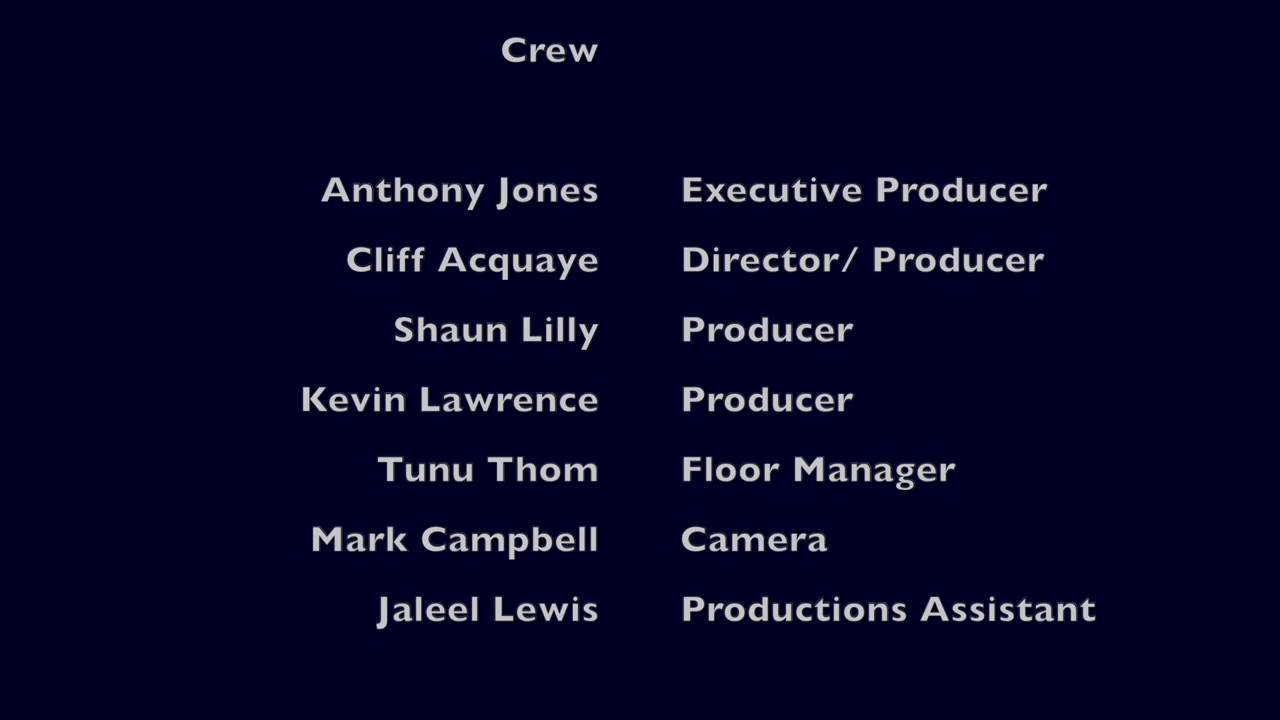 Crew
Anthony Jones Executive Producer
Cliff Acquaye Director/ Producer
Shaun Lilly Producer
Kevin Lawrence Producer
Tunu Thom Floor Manager
Mark Campbell Camera
Jaleel Lewis Productions Assistant